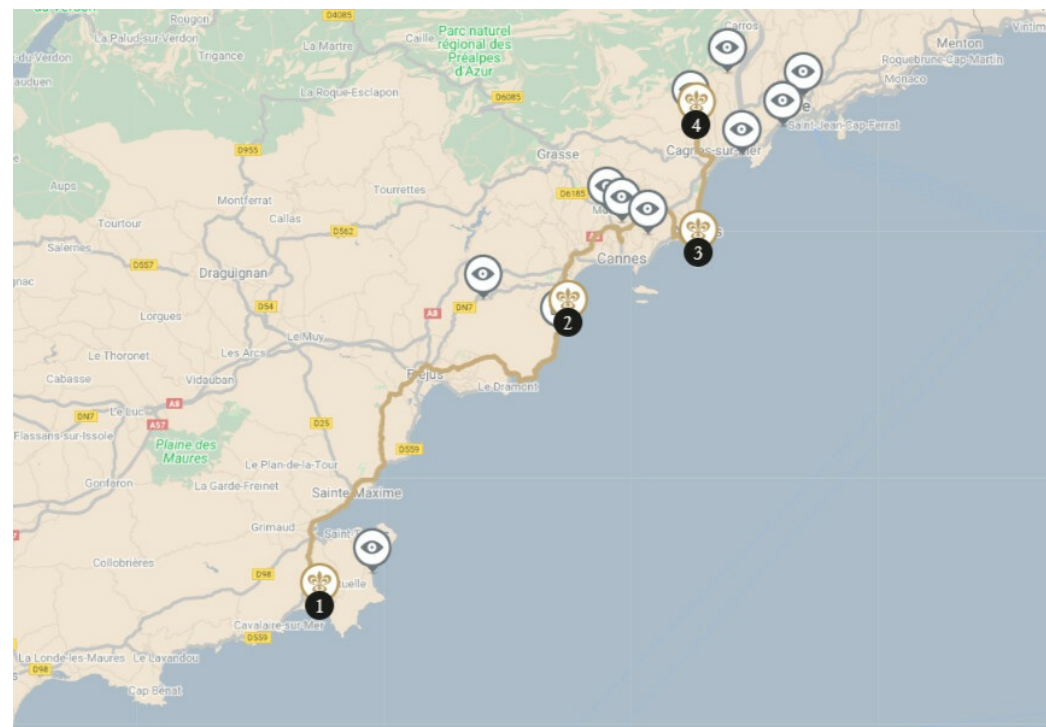 D4085
Rougon
La Palud-sur-Verdon
Trigance
La Martre
Caille
Parc naturel
régional des
Préalpes
d'Azur
Carros
Menton
Roquebrune-Cap-Martin
Monaco
La Roque-Esclapon
D6085
4
Saint-Jean-Cap-Ferrat
D955
Grasse
Cagnes-sur-Mer
Aups
Montferrat
Tourrettes
D6185
Tourtour
Callas
D562
Salernes
D557
Cannes
3
Draguignan
D54
DN7
A8
2
Lorgues
Le Muy
Le Thoronet
Les Arcs
Cabasse
Vidauban
Fréjus
Le Dramont
A8
DN7
Le Luc
A57
D25
Flassans-sur-Issole
Plaine des
Maures
D559
Le Plan-de-la-Tour
Gonfaron
La Garde-Freinet
Sainte Maxime
Grimaud
Collobrières
D98
1
Cavalaire-sur-Mer
D559
La Londe-les-Maures
Le Lavandou
D98
Cap Bénat